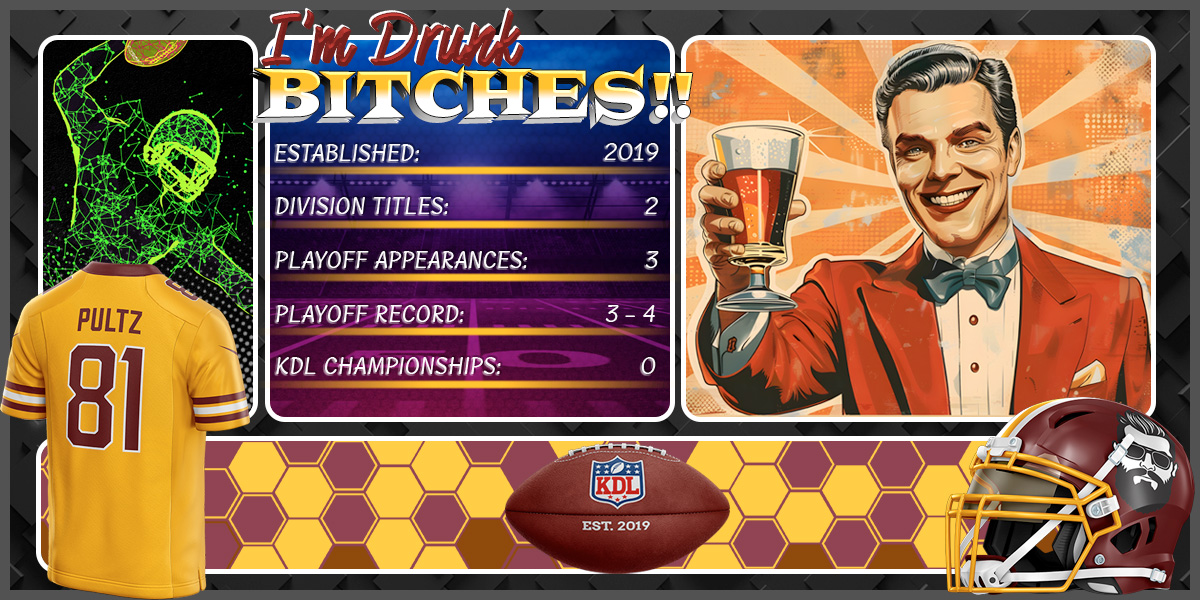 I'm Drunk
BITCHES!!
ESTABLISHED: 2019
DIVISION TITLES: 2
PLAYOFF APPEARANCES: 3
PLAYOFF RECORD: 3 – 4
KDL CHAMPIONSHIPS: 0
PULTZ
81
KDL
EST. 2019